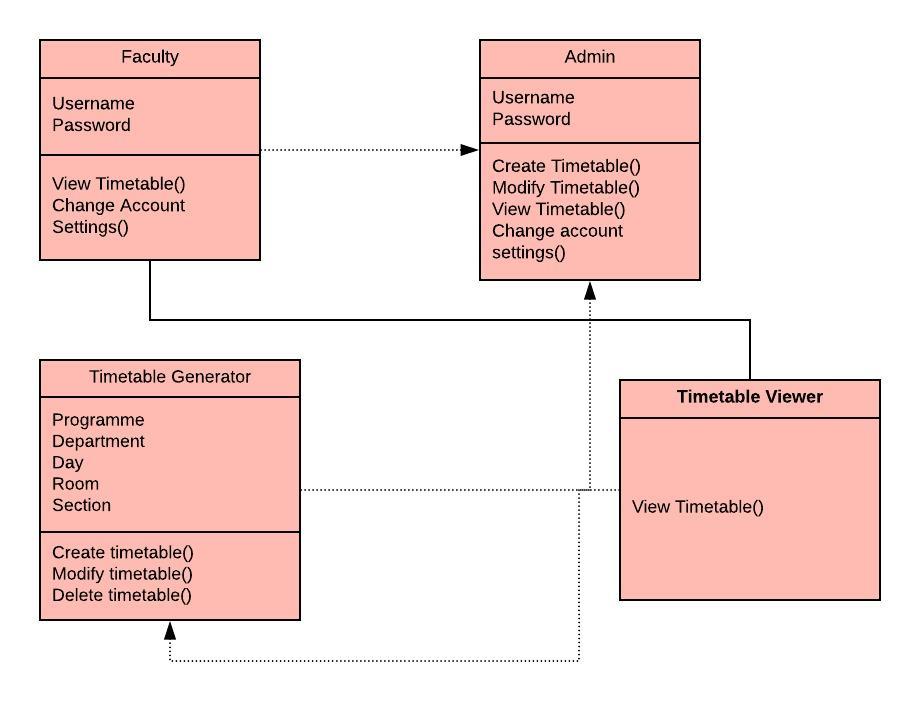 Faculty
Username
Password
View Timetable()
Change Account
Settings()
Admin
Username
Password
Create Timetable()
Modify Timetable()
View Timetable()
Change account
settings()
Timetable Generator
Programme
Department
Day
Room
Section
Create timetable()
Modify timetable()
Delete timetable()
Timetable Viewer
View Timetable()